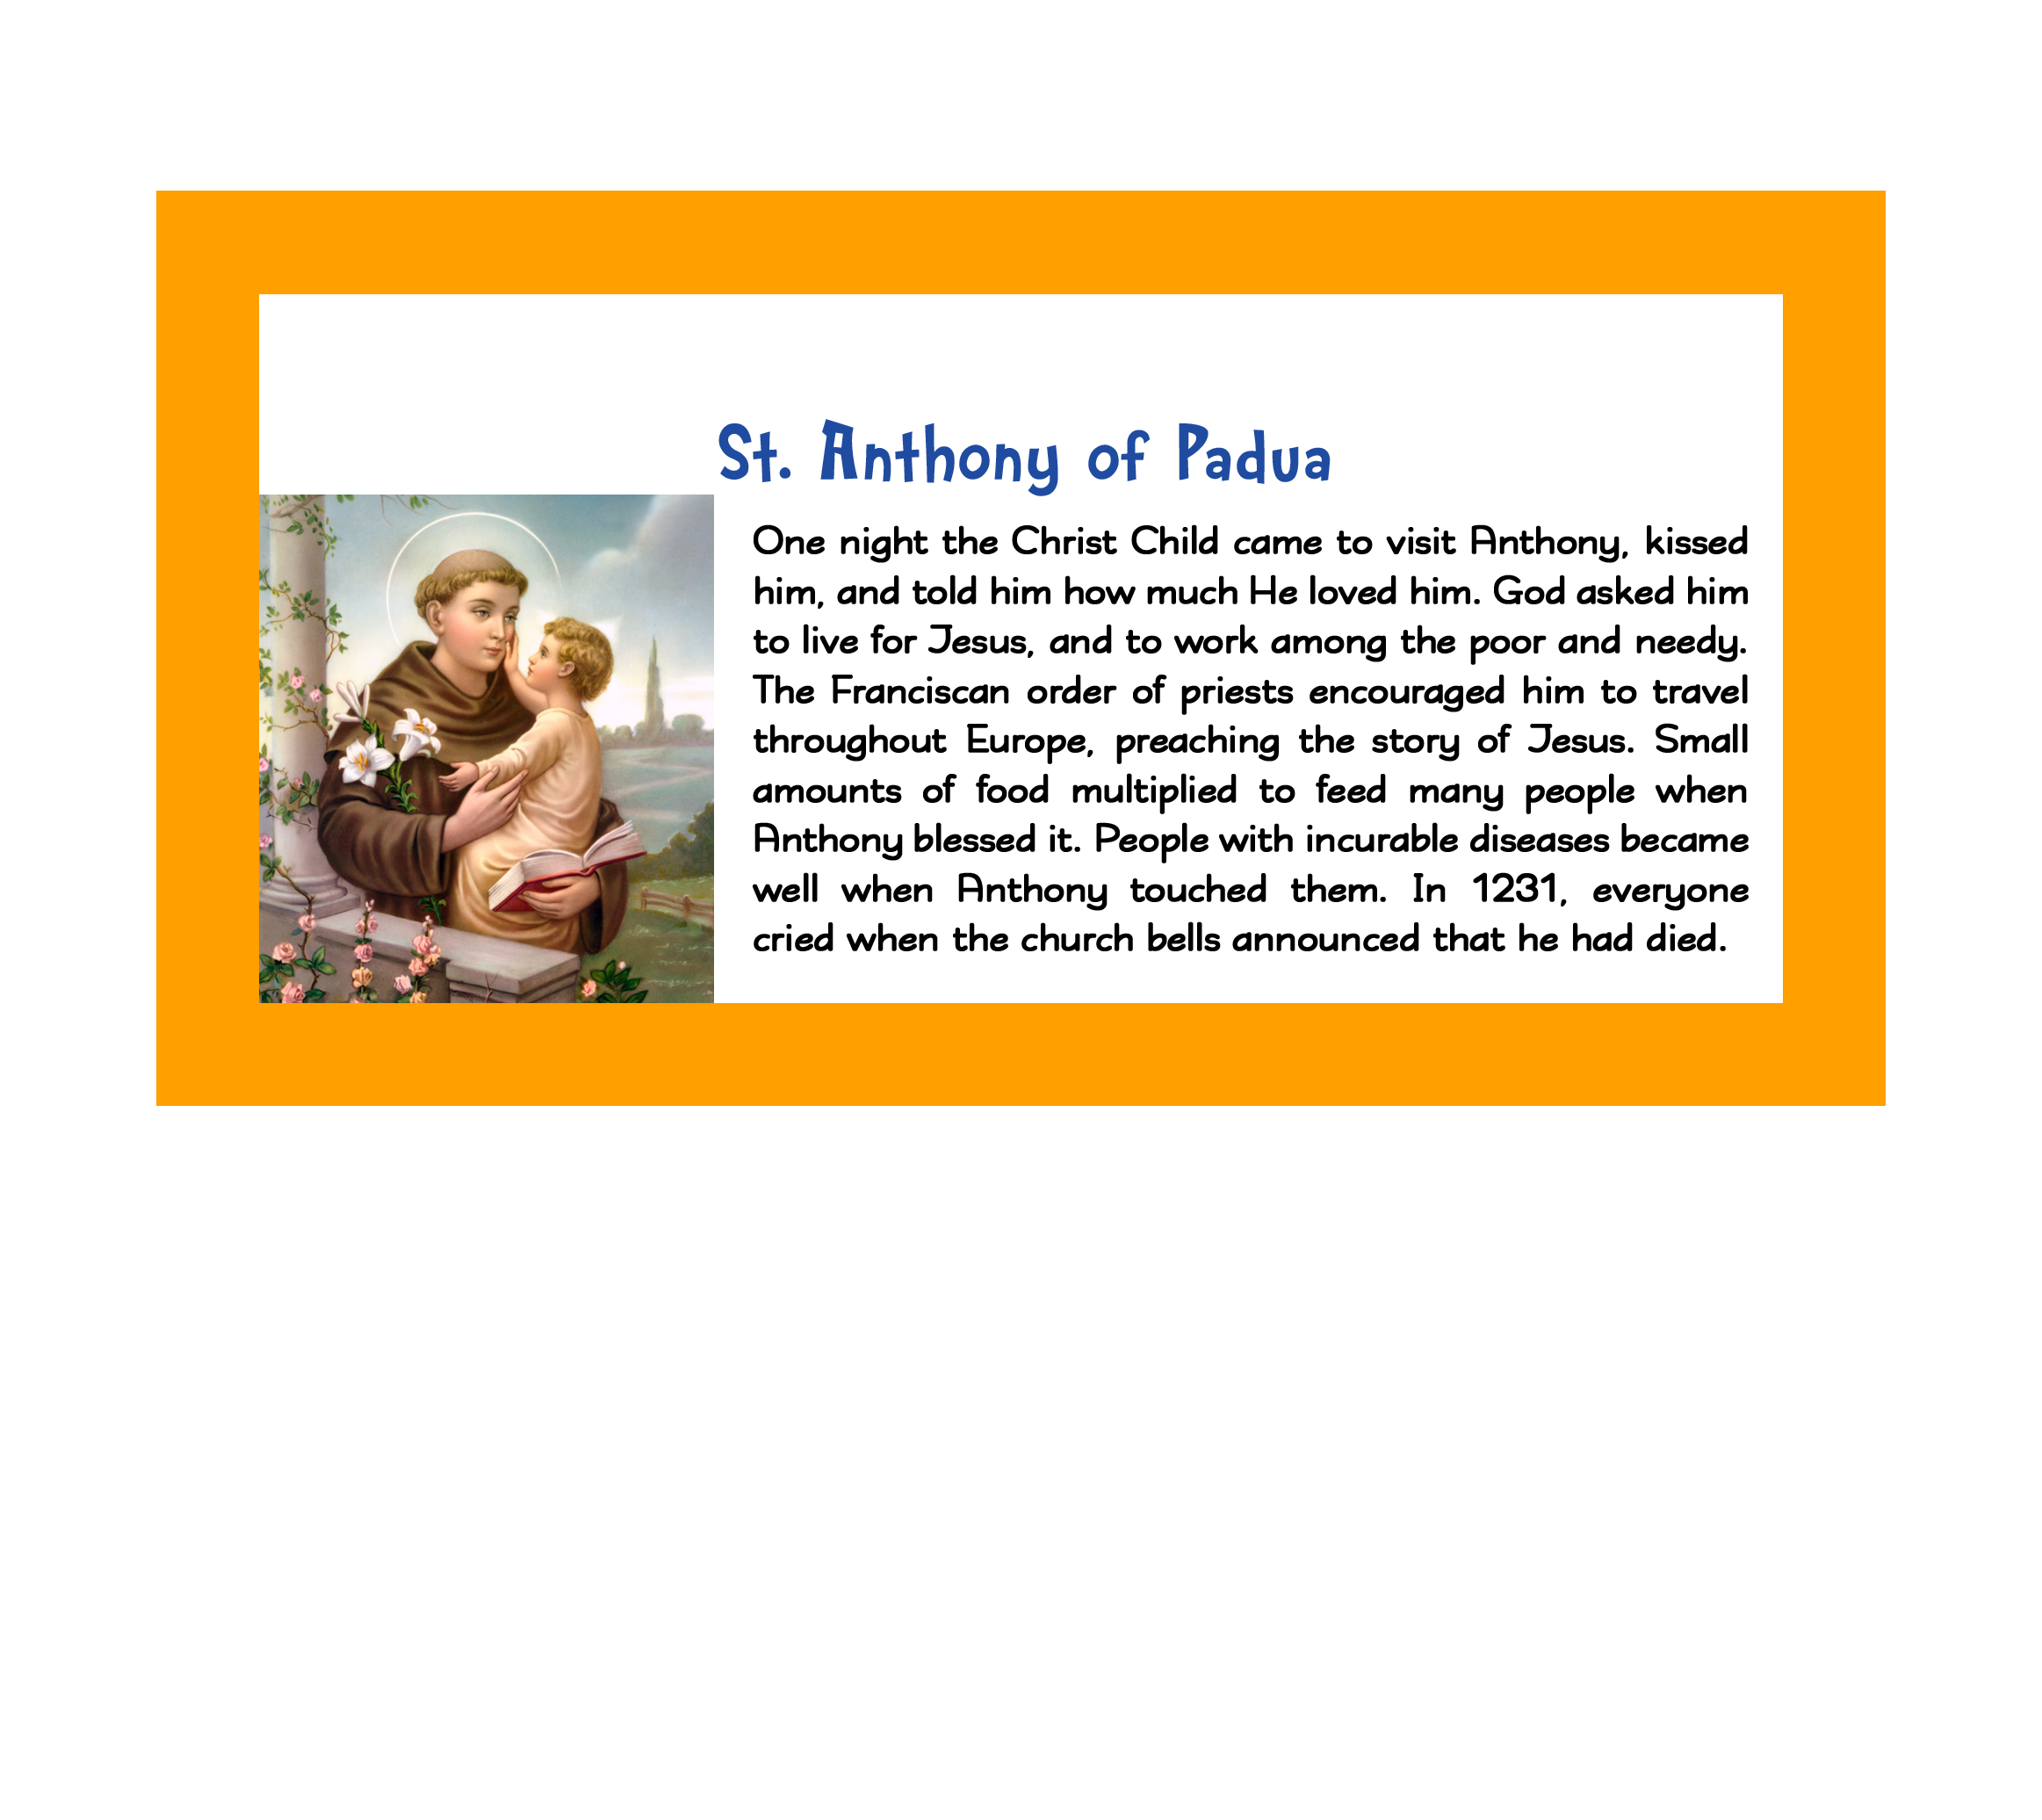 St. Anthony of Padua
One night the Christ Child came to visit Anthony, kissed
him, and told him how much He loved him. God asked him
to live for Jesus, and to work among the poor and needy.
The Franciscan order of priests encouraged him to travel
throughout Europe, preaching the story of Jesus. Small
amounts of food multiplied to feed many people when
Anthony blessed it. People with incurable diseases became
well when Anthony touched them. In 1231, everyone
cried when the church bells announced that he had died.